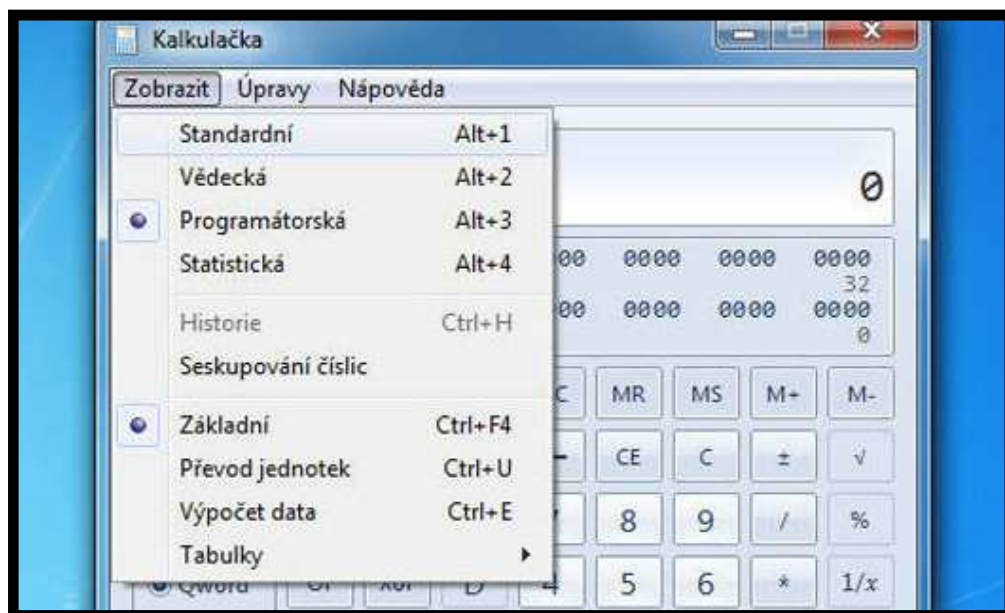 Kalkulačka
Zobrazit Úpravy Nápověda
Standardní Alt+1
Vědecká Alt+2
Programátorská Alt+3
Statistická Alt+4
Historie Ctrl+H
Seskupování číslic
Základní Ctrl+F4
Převod jednotek Ctrl+U
Výpočet data Ctrl+E
Tabulky
0
00 0000 0000 0000
32
00 0000 0000 0000
0
C MR MS M+ M-
CE C ± √
8 9 / %
Qword D 4 5 6 * 1/x